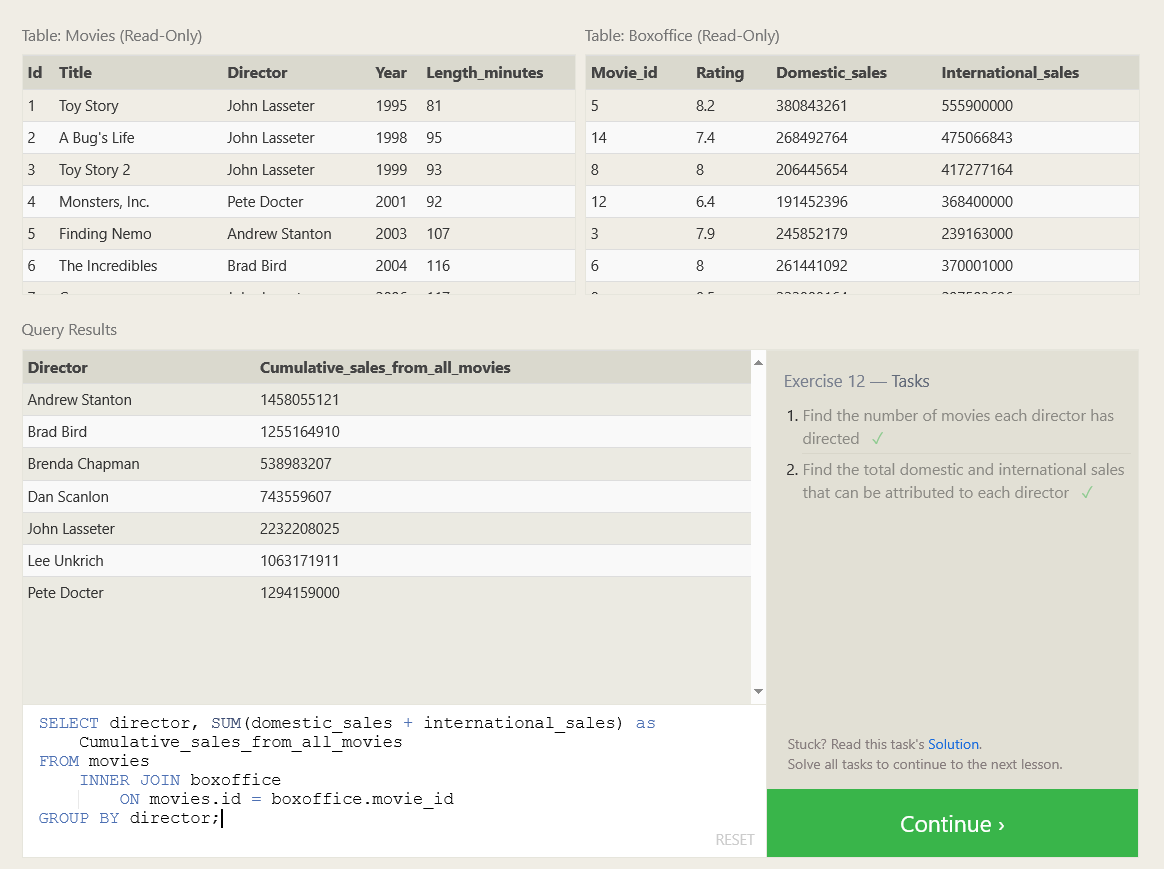 Table: Movies (Read-Only)
Id Title Director Year Length_minutes
1 Toy Story John Lasseter 1995 81
2 A Bug's Life John Lasseter 1998 95
3 Toy Story 2 John Lasseter 1999 93
4 Monsters, Inc. Pete Docter 2001 92
5 Finding Nemo Andrew Stanton 2003 107
6 The Incredibles Brad Bird 2004 116
Table: Boxoffice (Read-Only)
Movie_id Rating Domestic_sales International_sales
5 8.2 380843261 555900000
14 7.4 268492764 475066843
8 8 206445654 417277164
12 6.4 191452396 368400000
3 7.9 245852179 239163000
6 8 261441092 370001000
Query Results
Director Cumulative_sales_from_all_movies
Andrew Stanton 1458055121
Brad Bird 1255164910
Brenda Chapman 538983207
Dan Scanlon 743559607
John Lasseter 2232208025
Lee Unkrich 1063171911
Pete Docter 1294159000
SELECT director, SUM(domestic_sales + international_sales) as
Cumulative_sales_from_all_movies
FROM movies
INNER JOIN boxoffice
ON movies.id = boxoffice.movie_id
GROUP BY director;
RESET
Exercise 12 — Tasks
1. Find the number of movies each director has
directed ✓
2. Find the total domestic and international sales
that can be attributed to each director ✓
Stuck? Read this task's Solution.
Solve all tasks to continue to the next lesson.
Continue ›